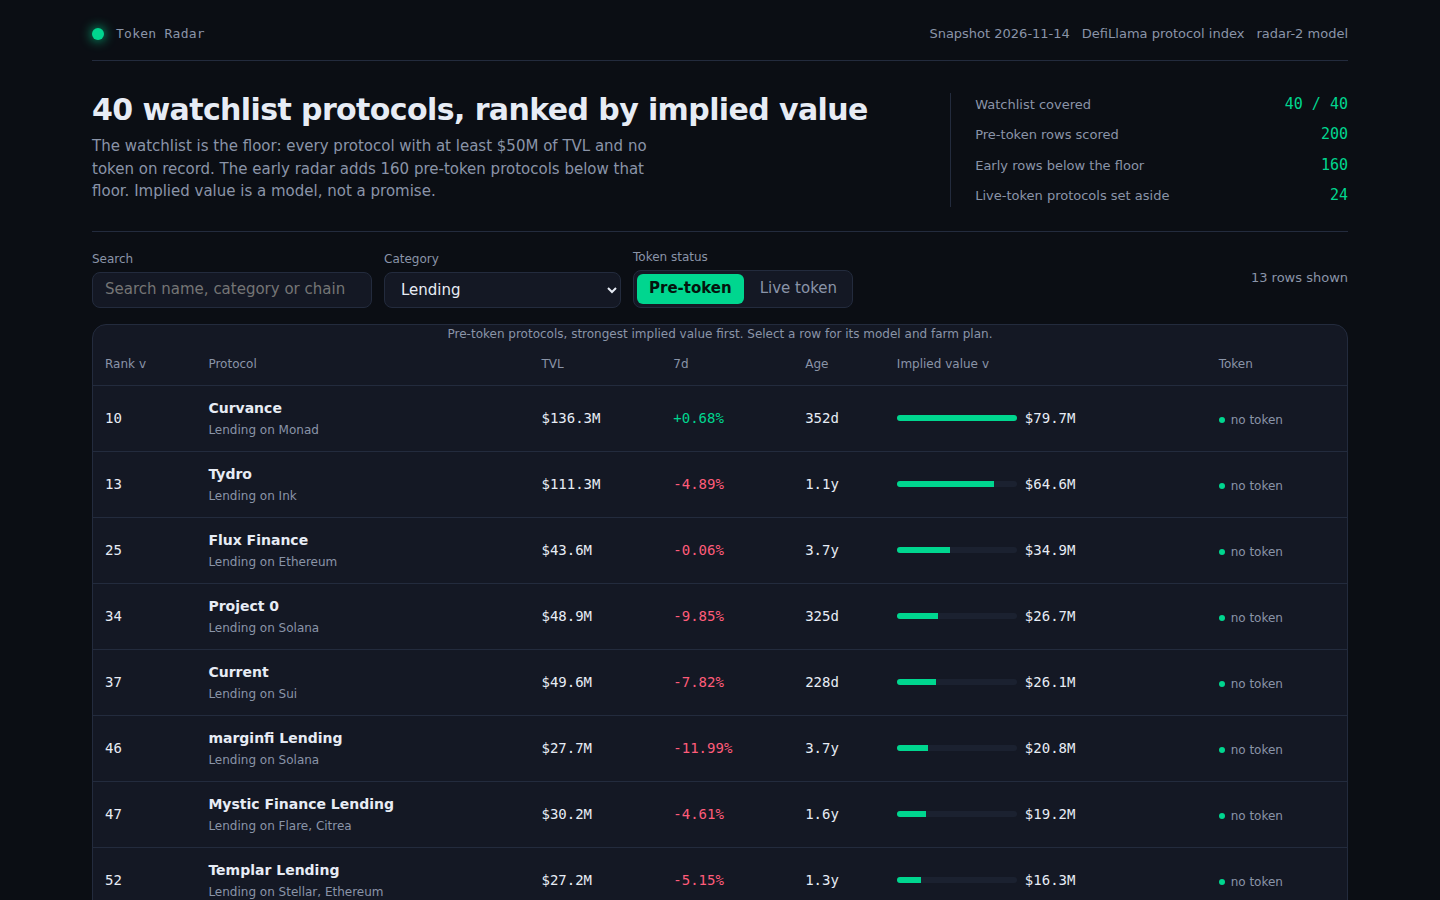 Token Radar
Snapshot 2026-11-14 DefiLlama protocol index radar-2 model
40 watchlist protocols, ranked by implied value
The watchlist is the floor: every protocol with at least $50M of TVL and no
token on record. The early radar adds 160 pre-token protocols below that
floor. Implied value is a model, not a promise.
Watchlist covered 40 / 40
Pre-token rows scored 200
Early rows below the floor 160
Live-token protocols set aside 24
Search
Category
Token status
Search name, category or chain
Lending
Pre-token
Live token
13 rows shown
Pre-token protocols, strongest implied value first. Select a row for its model and farm plan.
Rank v Protocol TVL 7d Age Implied value v Token
10 Curvance $136.3M +0.68% 352d $79.7M no token
Lending on Monad
13 Tydro $111.3M -4.89% 1.1y $64.6M no token
Lending on Ink
25 Flux Finance $43.6M -0.06% 3.7y $34.9M no token
Lending on Ethereum
34 Project 0 $48.9M -9.85% 325d $26.7M no token
Lending on Solana
37 Current $49.6M -7.82% 228d $26.1M no token
Lending on Sui
46 marginfi Lending $27.7M -11.99% 3.7y $20.8M no token
Lending on Solana
47 Mystic Finance Lending $30.2M -4.61% 1.6y $19.2M no token
Lending on Flare, Citrea
52 Templar Lending $27.2M -5.15% 1.3y $16.3M no token
Lending on Stellar, Ethereum